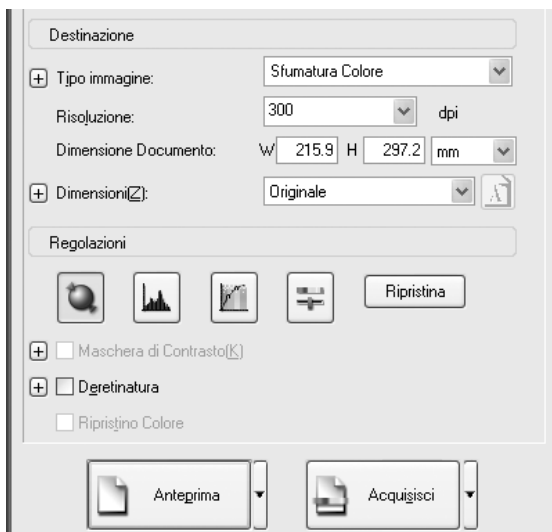 Destinazione
Tipo immagine: Sfumatura Colore
Risoluzione: 300 dpi
Dimensione Documento: W 215.9 H 297.2 mm
Dimensioni(Z): Originale A
Regolazioni
Ripristina
Maschera di Contrasto(K)
Deretinatura
Ripristino Colore
Anteprima Acquisisci